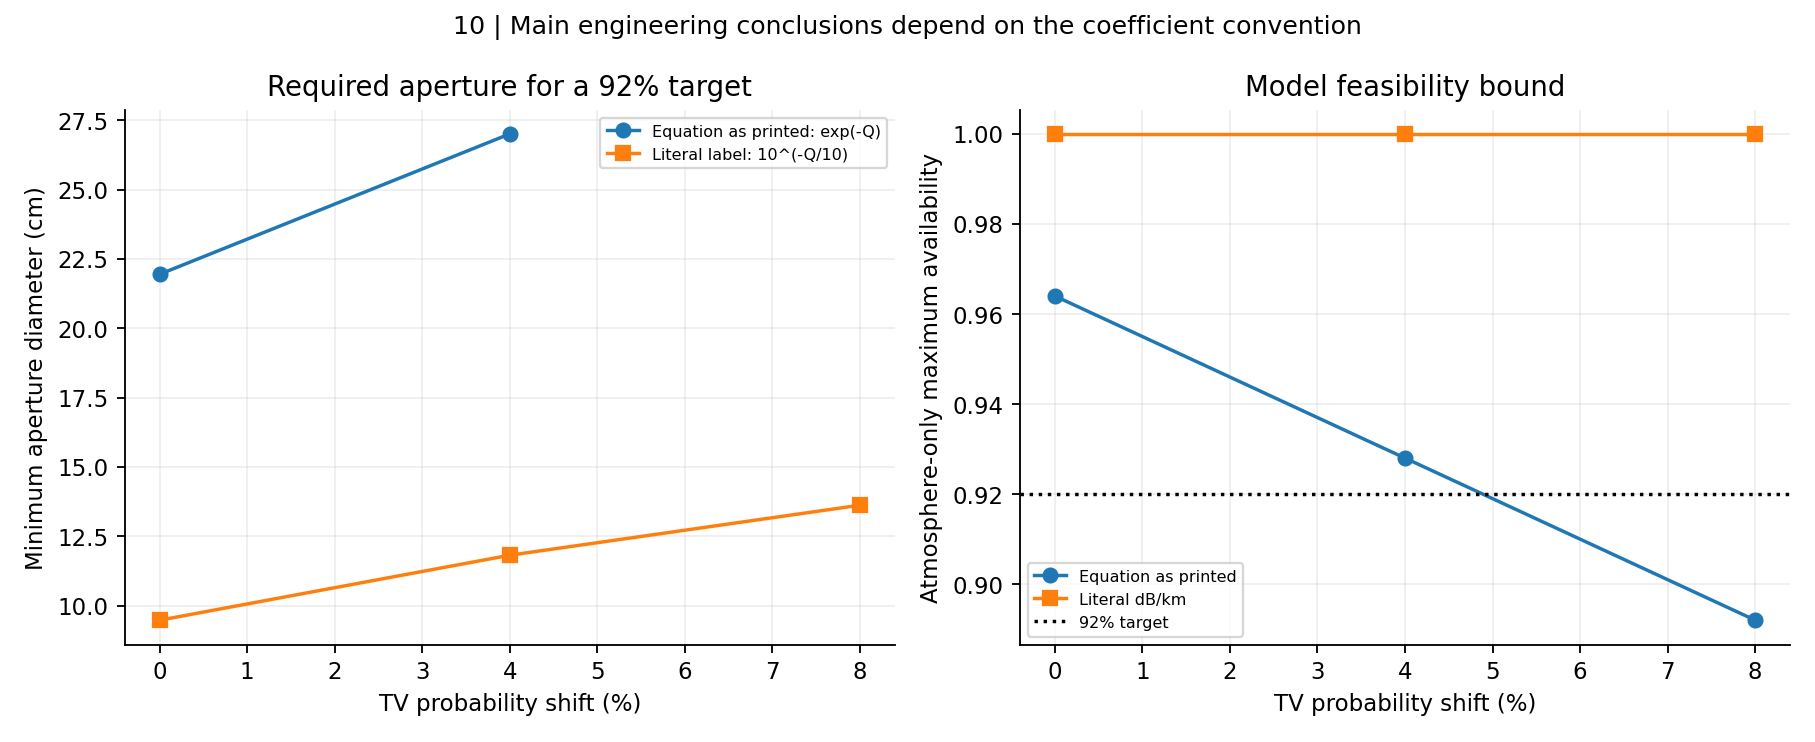 10 | Main engineering conclusions depend on the coefficient convention
Required aperture for a 92% target
Minimum aperture diameter (cm)
27.5
25.0
22.5
20.0
17.5
15.0
12.5
10.0
Equation as printed: exp(-Q)
Literal label: 10^(-Q/10)
0 1 2 3 4 5 6 7 8
TV probability shift (%)
Model feasibility bound
Atmosphere-only maximum availability
1.00
0.98
0.96
0.94
0.92
0.90
Equation as printed
Literal dB/km
92% target
0 1 2 3 4 5 6 7 8
TV probability shift (%)